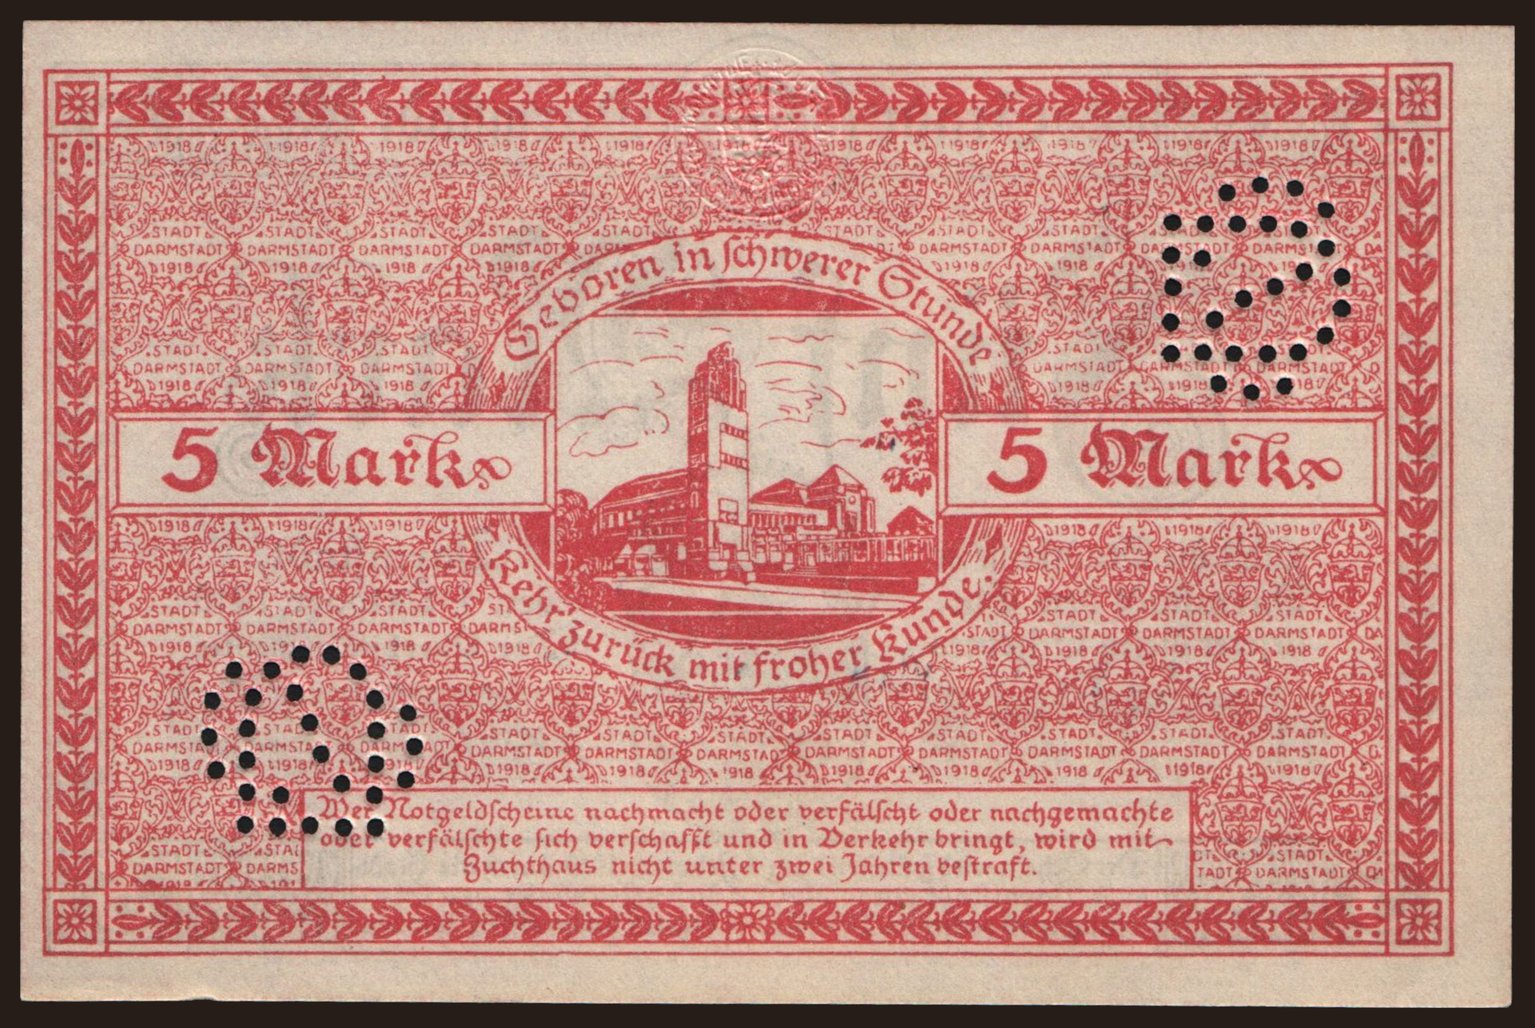 Geboren in schwerer Stunde
5 Mark
5 Mark
Kehr' zurück mit froher Kunde.
Wer Notgeldscheine nachmacht oder verfälscht oder nachgemachte
oder verfälschte sich verschafft und in Verkehr bringt, wird mit
Zuchthaus nicht unter zwei Jahren bestraft.
STADT
DARMSTADT
1918